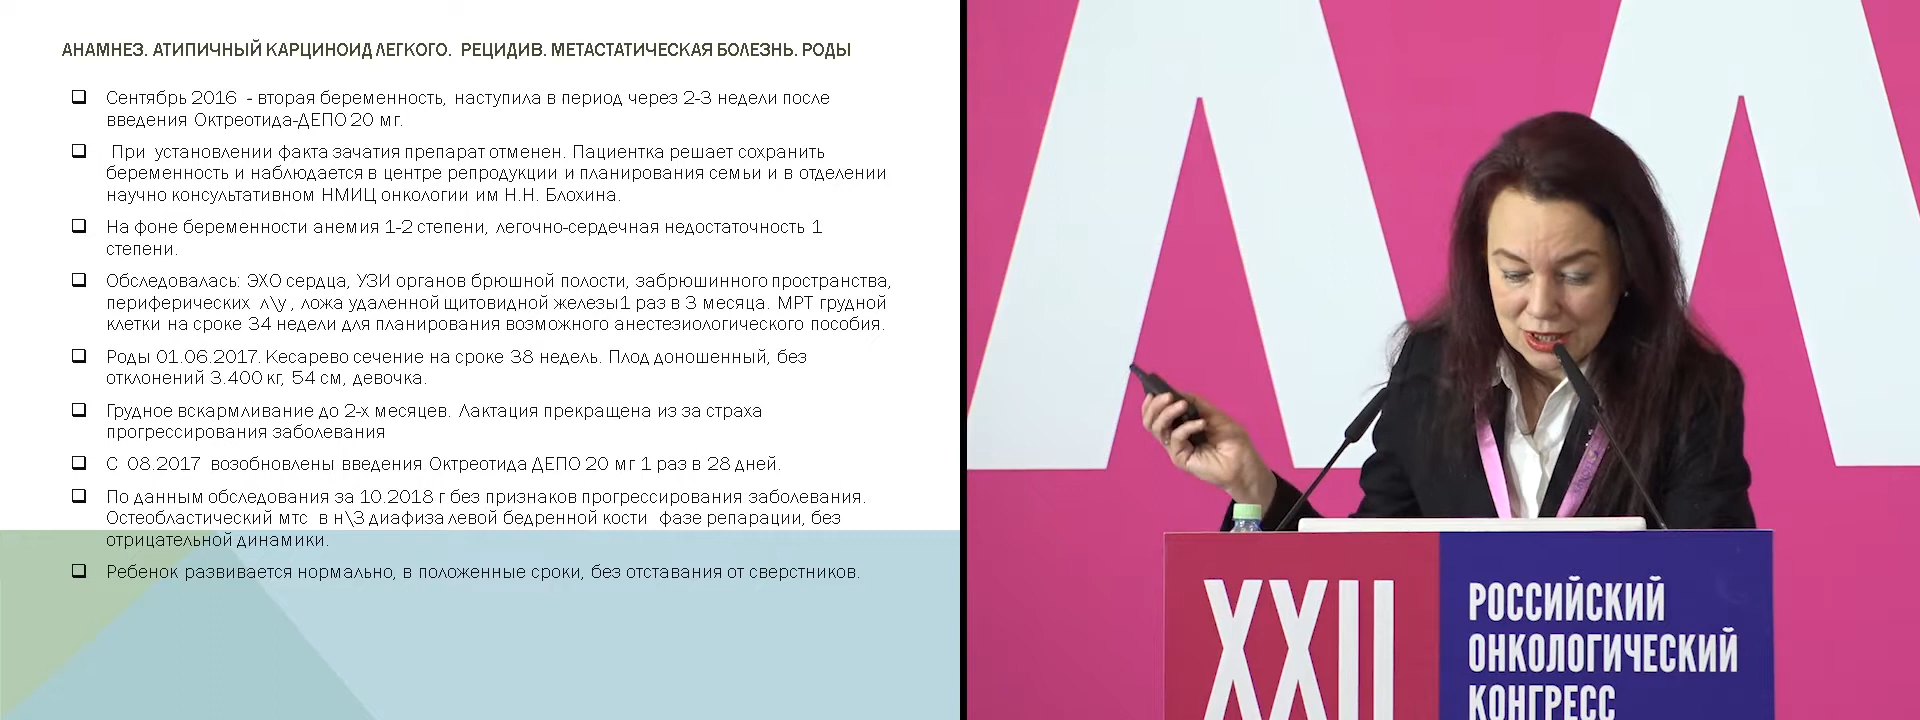 АНАМНЕЗ. АТИПИЧНЫЙ КАРЦИНОИД ЛЕГКОГО.  РЕЦИДИВ. МЕТАСТАТИЧЕСКАЯ БОЛЕЗНЬ. РОДЫ
Сентябрь 2016  - вторая беременность, наступила в период через 2-3 недели после
введения Октреотида-ДЕПО 20 мг.
При  установлении факта зачатия препарат отменен. Пациентка решает сохранить
беременность и наблюдается в центре репродукции и планирования семьи и в отделении
научно консультативном НМИЦ онкологии им Н.Н. Блохина.
На фоне беременности анемия 1-2 степени, легочно-сердечная недостаточность 1
степени.
Обследовалась: ЭХО сердца, УЗИ органов брюшной полости, забрюшинного пространства,
периферических  л\у , ложа удаленной щитовидной железы1 раз в 3 месяца. МРТ грудной
клетки на сроке 34 недели для планирования возможного анестезиологического пособия.
Роды 01.06.2017. Кесарево сечение на сроке 38 недель. Плод доношенный, без
отклонений 3.400 кг, 54 см, девочка.
Грудное вскармливание до 2-х месяцев. Лактация прекращена из за страха
прогрессирования заболевания
С  08.2017  возобновлены введения Октреотида ДЕПО 20 мг 1 раз в 28 дней.
По данным обследования за 10.2018 г без признаков прогрессирования заболевания.
Остеобластический мтс  в н\3 диафиза левой бедренной кости  фазе репарации, без
отрицательной динамики.
Ребенок развивается нормально, в положенные сроки, без отставания от сверстников.
XXII
РОССИЙСКИЙ
ОНКОЛОГИЧЕСКИЙ
КОНГРЕСС